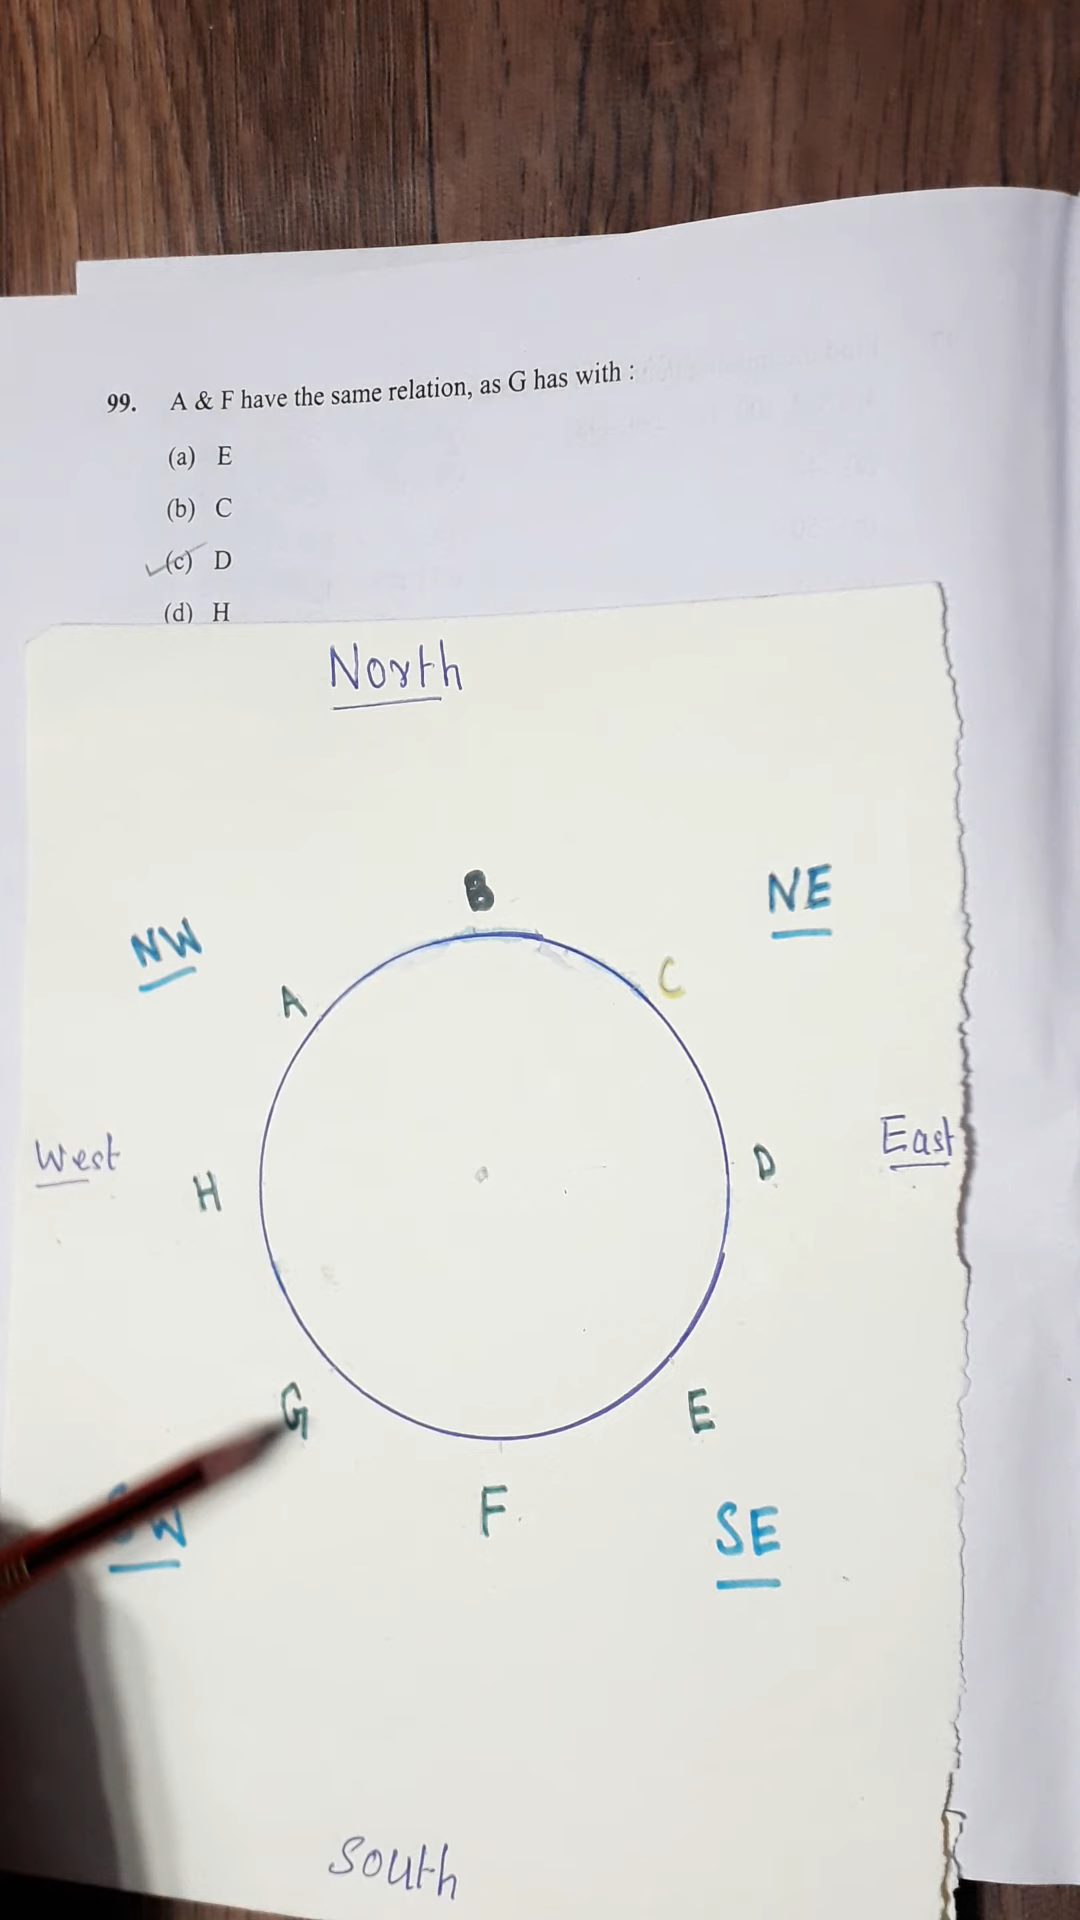 99. A & F have the same relation, as G has with :
(a) E
(b) C
(c) D
(d) H
North
B
NE
NW
C
A
East
West
D
H
G
E
F
W
SE
South